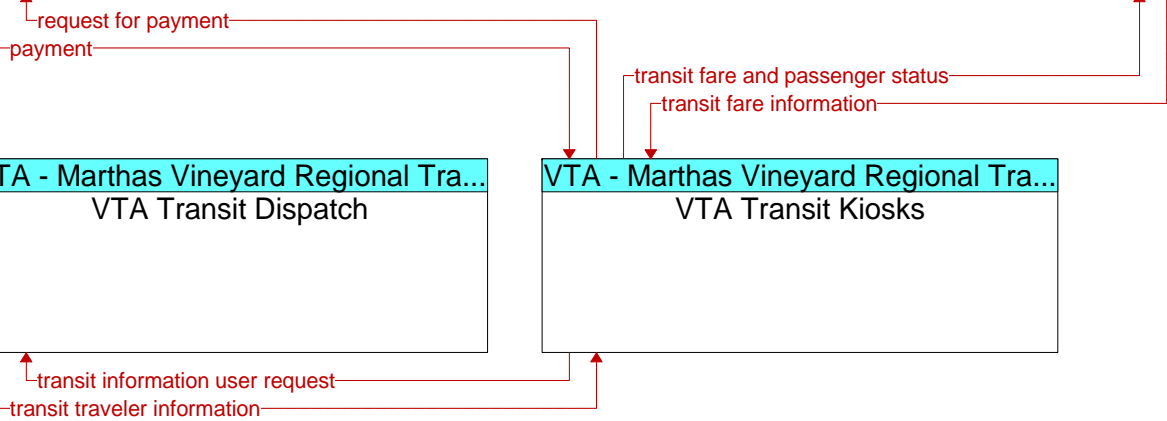 request for payment
payment
transit fare and passenger status
transit fare information
TA - Marthas Vineyard Regional Tra...
VTA Transit Dispatch
VTA - Marthas Vineyard Regional Tra...
VTA Transit Kiosks
transit information user request
transit traveler information